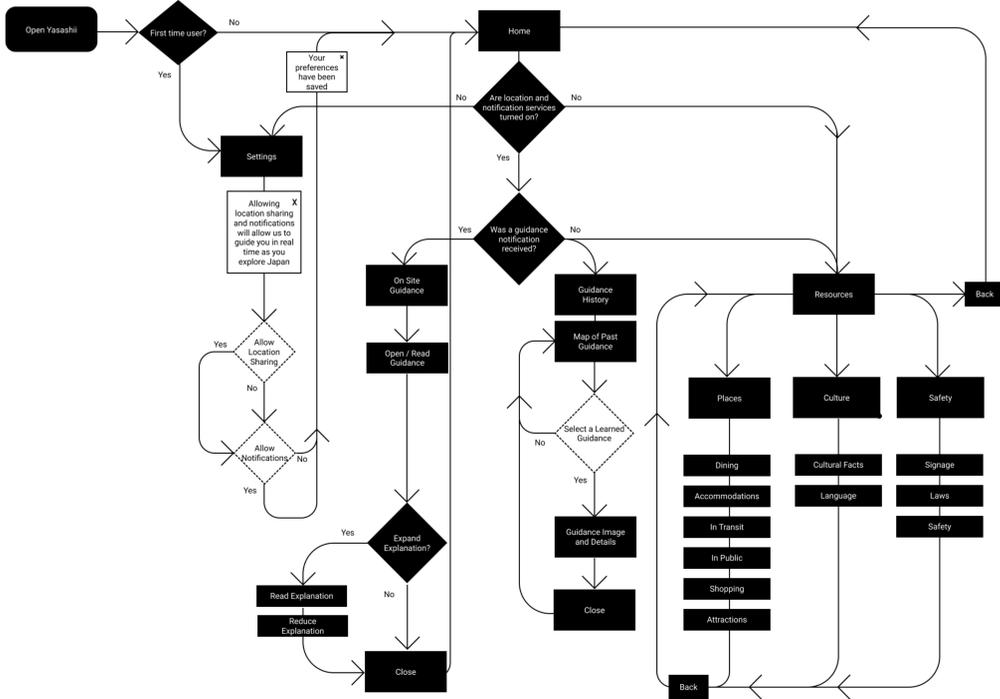 Open Yasashii
First time user?
No
Yes
Your
preferences
have been
saved
×
Home
Are location and
notification services
turned on?
No
No
Yes
Settings
Allowing
location sharing
and notifications
will allow us to
guide you in real
time as you
explore Japan
X
Was a guidance
notification
received?
Yes
No
On Site
Guidance
Guidance
History
Resources
Back
Open / Read
Guidance
Map of Past
Guidance
Allow
Location
Sharing
Yes
No
Places
Culture
Safety
Select a Learned
Guidance
No
Yes
Allow
Notifications
No
Yes
Dining
Accommodations
In Transit
In Public
Shopping
Attractions
Cultural Facts
Language
Signage
Laws
Safety
Guidance Image
and Details
Close
Expand
Explanation?
Yes
No
Read Explanation
Reduce
Explanation
Close
Back